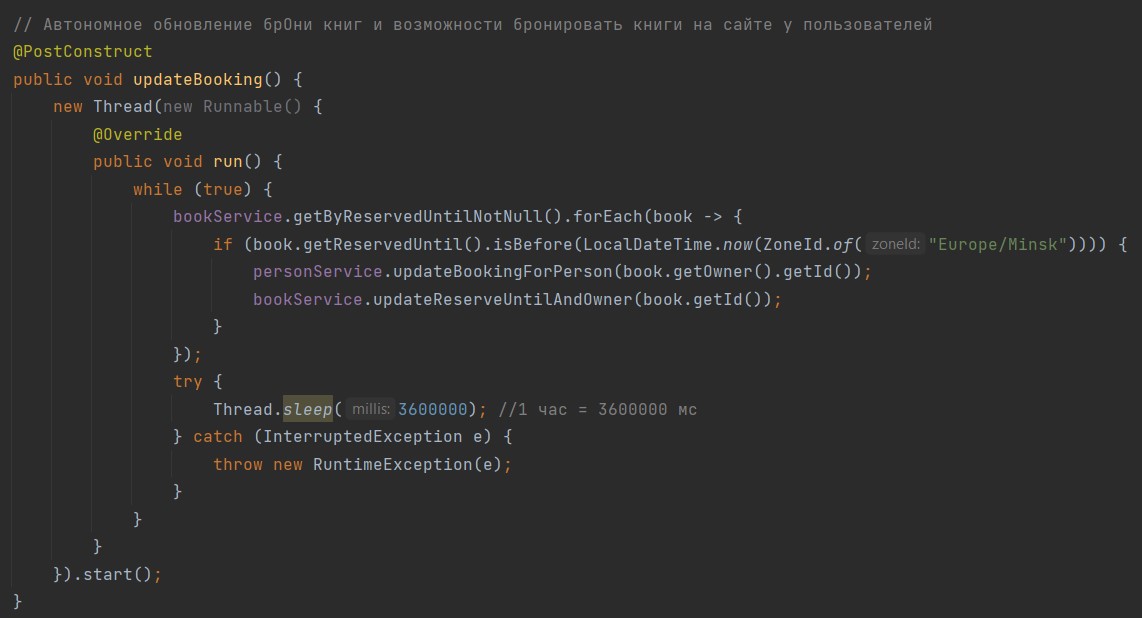 // Автономное обновление брОни книг и возможности бронировать книги на сайте у пользователей
@PostConstruct
public void updateBooking() {
    new Thread(new Runnable() {
        @Override
        public void run() {
            while (true) {
                bookService.getByReservedUntilNotNull().forEach(book -> {
                    if (book.getReservedUntil().isBefore(LocalDateTime.now(ZoneId.of( zoneId: "Europe/Minsk")))) {
                        personService.updateBookingForPerson(book.getOwner().getId());
                        bookService.updateReserveUntilAndOwner(book.getId());
                    }
                });
                try {
                    Thread.sleep( millis: 3600000); //1 час = 3600000 мс
                } catch (InterruptedException e) {
                    throw new RuntimeException(e);
                }
            }
        }
    }).start();
}